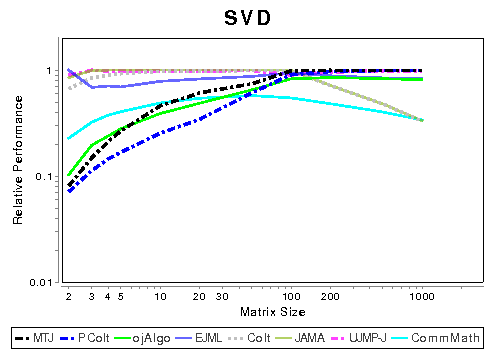 SVD
Relative Performance
1
0.1
0.01
2 3 4 5 10 20 30 100 200 1000
Matrix Size
MTJ PColt ojAlgo EJML Colt JAMA UJMP-J CommMath